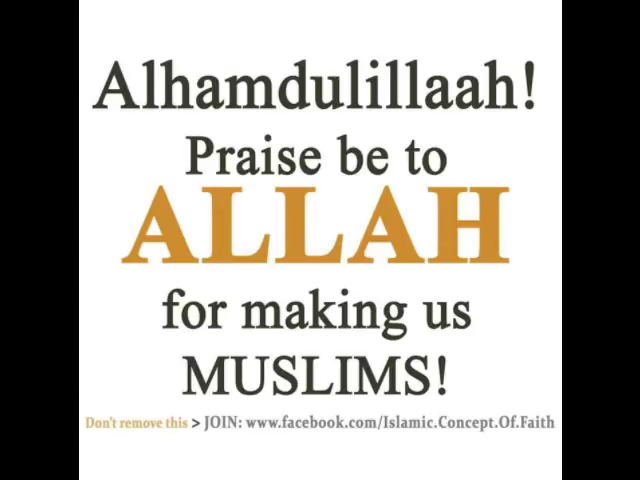 Alhamdulillaah!
Praise be to
ALLAH
for making us
MUSLIMS!
Don't remove this > JOIN: www.facebook.com/Islamic.Concept.Of.Faith